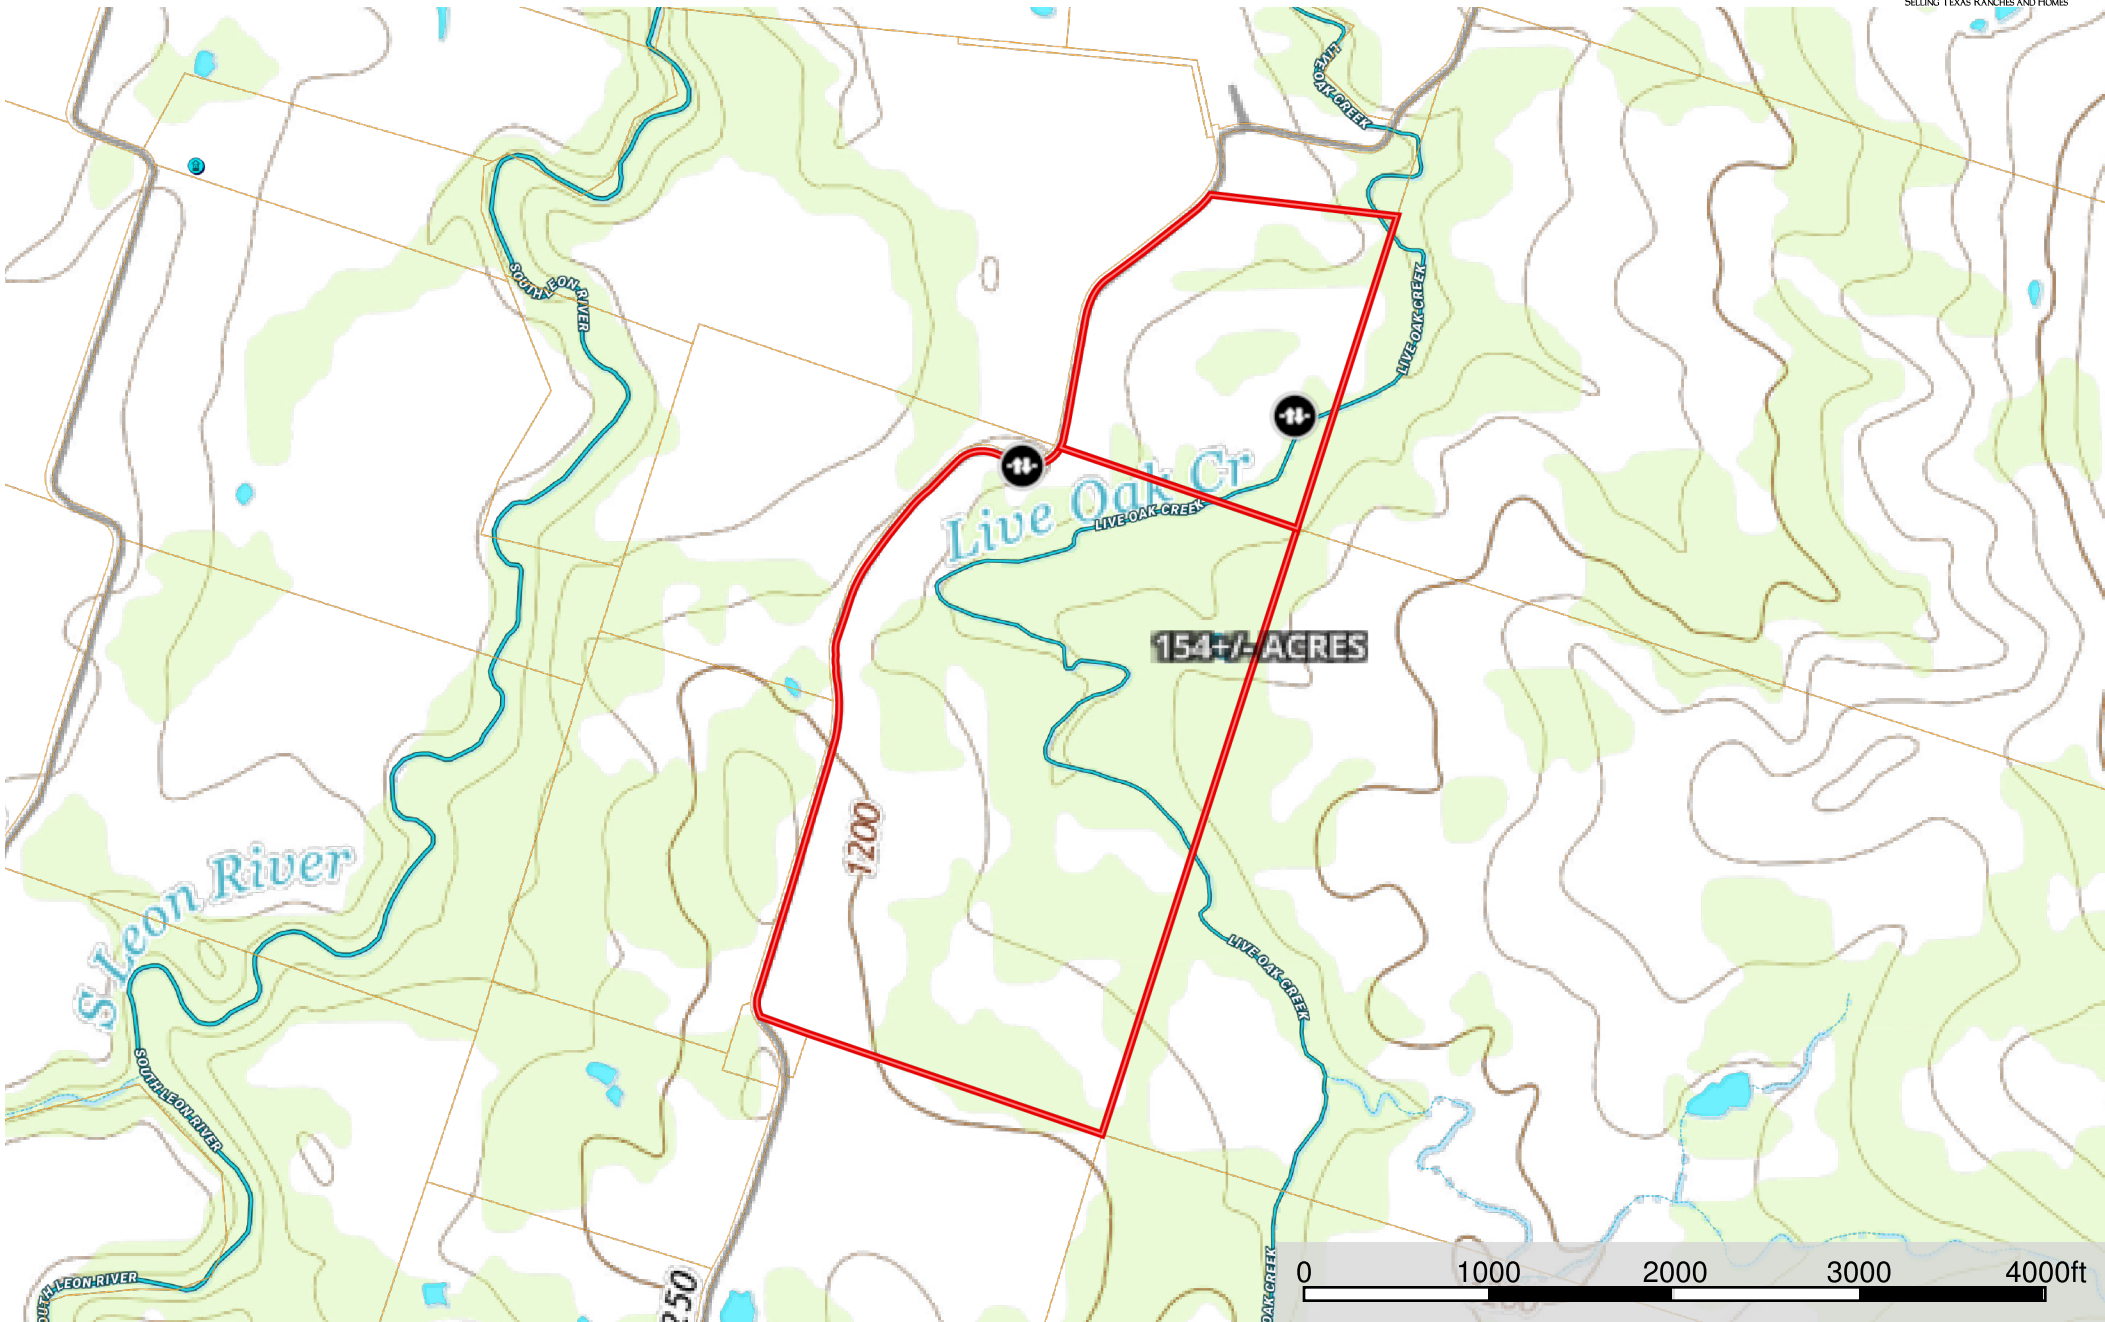 SELLING TEXAS RANCHES AND HOMES
LIVE OAK CREEK
SOUTH LEON RIVER
LIVE OAK CREEK
Live Oak Cr
LIVE OAK CREEK
154+/- ACRES
1200
S Leon River
LIVE OAK CREEK
SOUTH LEON RIVER
LEON RIVER
OAK CREEK
250
0 1000 2000 3000 4000ft